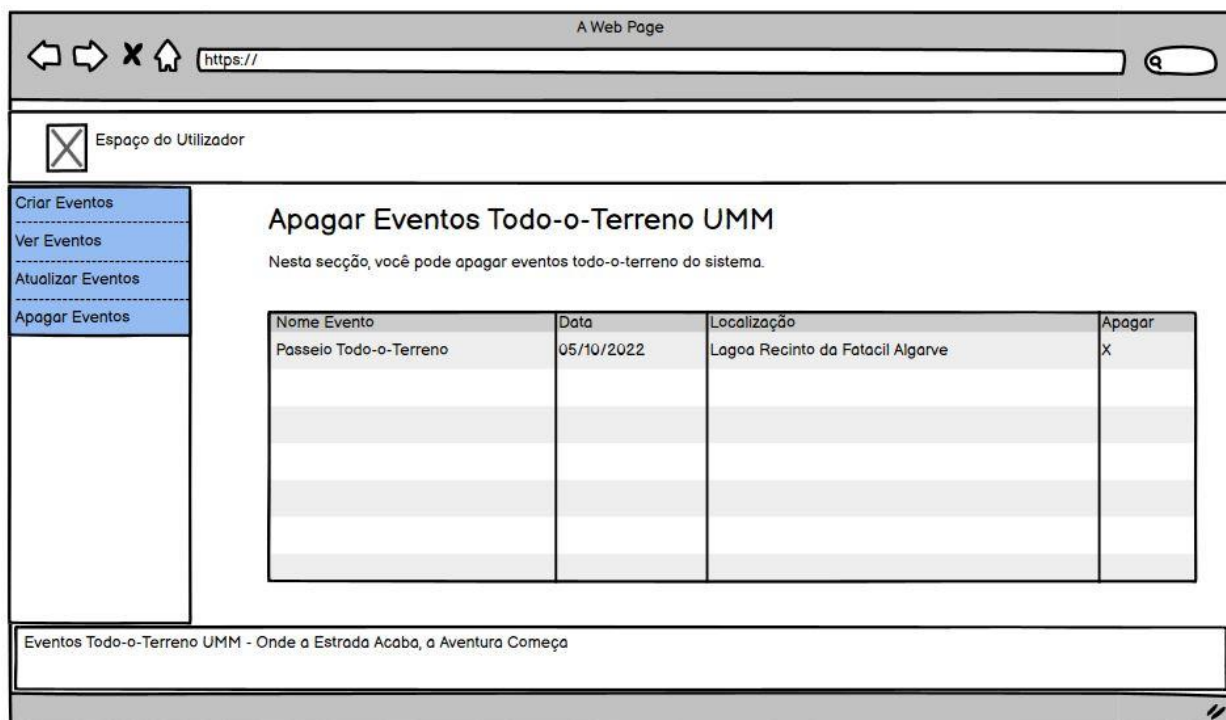 A Web Page
https://
Espaço do Utilizador
Criar Eventos
Ver Eventos
Atualizar Eventos
Apagar Eventos
Apagar Eventos Todo-o-Terreno UMM
Nesta secção, você pode apagar eventos todo-o-terreno do sistema.
Nome Evento Data Localização Apagar
Passeio Todo-o-Terreno 05/10/2022 Lagoa Recinto da Fatacil Algarve X
Eventos Todo-o-Terreno UMM - Onde a Estrada Acaba, a Aventura Começa